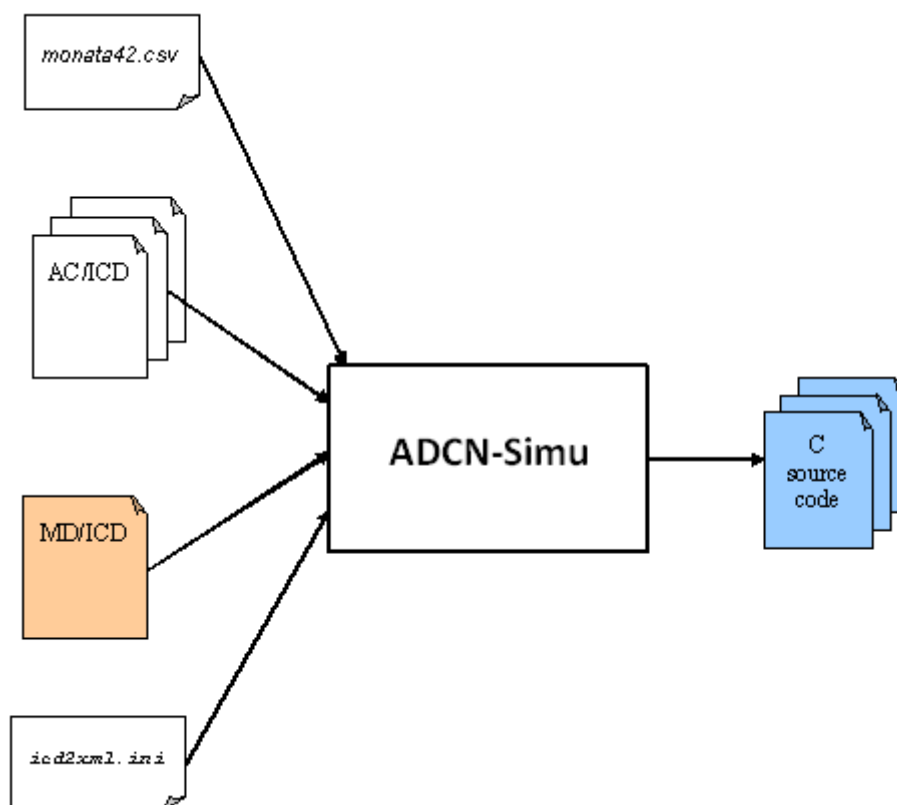 monata42.csv
AC/ICD
ADCN-Simu
C
source
code
MD/ICD
icd2xml.ini